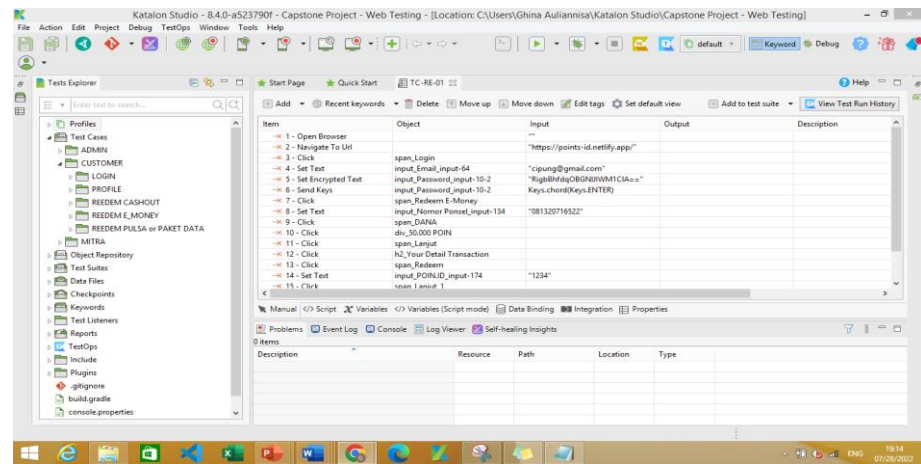 Katalon Studio - 8.4.0-a523790f - Capstone Project - Web Testing - [Location: C:\Users\Ghina Auliannisa\Katalon Studio\Capstone Project - Web Testing]
File Action Edit Project Debug TestOps Window Tools Help
default Keyword Debug
Tests Explorer
Start Page Quick Start TC-RE-01 Help
Enter text to search...
Add Recent keywords Delete Move up Move down Edit tags Set default view Add to test suite View Test Run History
Profiles
Test Cases
ADMIN
CUSTOMER
LOGIN
PROFILE
REEDEM CASHOUT
REEDEM E_MONEY
REEDEM PULSA or PAKET DATA
MITRA
Object Repository
Test Suites
Data Files
Checkpoints
Keywords
Test Listeners
Reports
TestOps
Include
Plugins
.gitignore
build.gradle
console.properties
Item Object Input Output Description
1 - Open Browser ""
2 - Navigate To Url "https://points-id.netlify.app/"
3 - Click span_Login
4 - Set Text input_Email_input-64 "cipung@gmail.com"
5 - Set Encrypted Text input_Password_input-10-2
6 - Send Keys input_Password_input-10-2 Keys.chord(Keys.ENTER)
7 - Click span_Redeem E-Money
8 - Set Text input_Nomor Ponsel_input-134 "081320716522"
9 - Click span_DANA
10 - Click div_50.000 POIN
11 - Click span_Lanjut
12 - Click h2_Your Detail Transaction
13 - Click span_Redeem
14 - Set Text input_POIN.ID_input-174 "1234"
15 - Click span_Lanjut_1
Manual Script Variables Variables (Script mode) Data Binding Integration Properties
Problems Event Log Console Log Viewer Self-healing Insights
0 items
Description Resource Path Location Type
ENG 19:14
07/28/2022